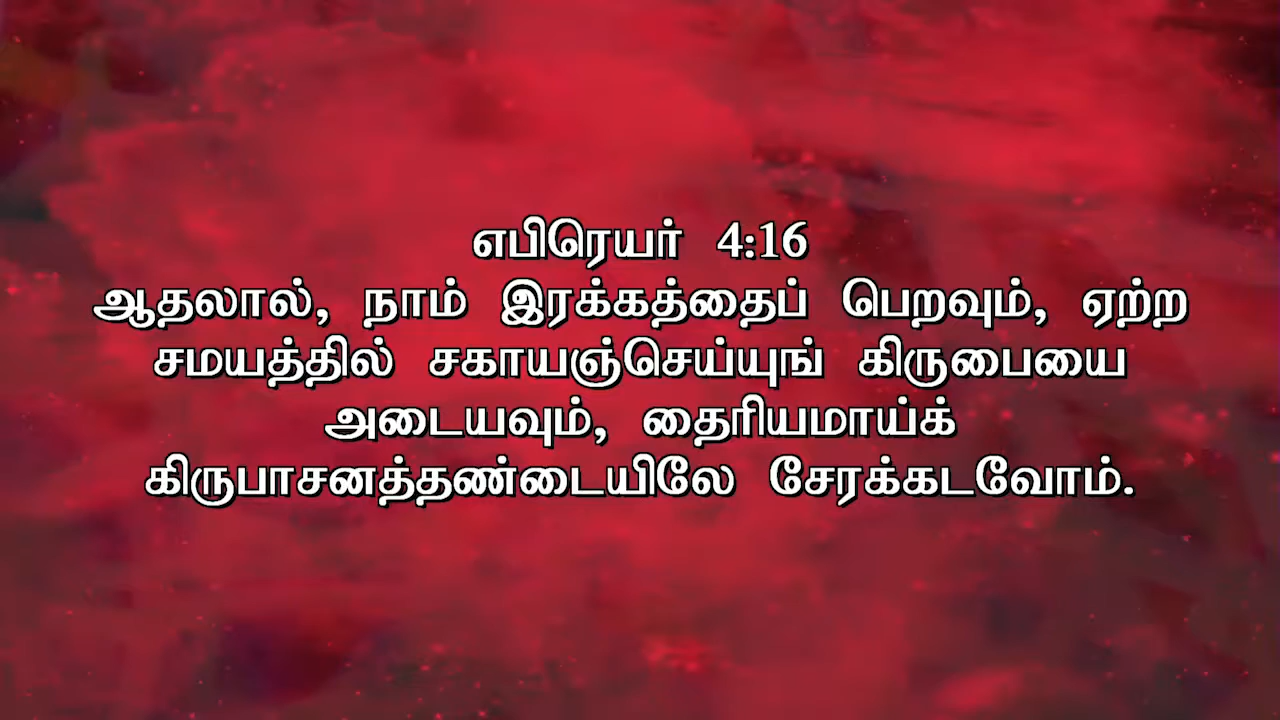 எபிரெயர் 4:16
ஆதலால், நாம் இரக்கத்தைப் பெறவும், ஏற்ற
சமயத்தில் சகாயஞ்செய்யுங் கிருபையை
அடையவும், தைரியமாய்க்
கிருபாசனத்தண்டையிலே சேரக்கடவோம்.